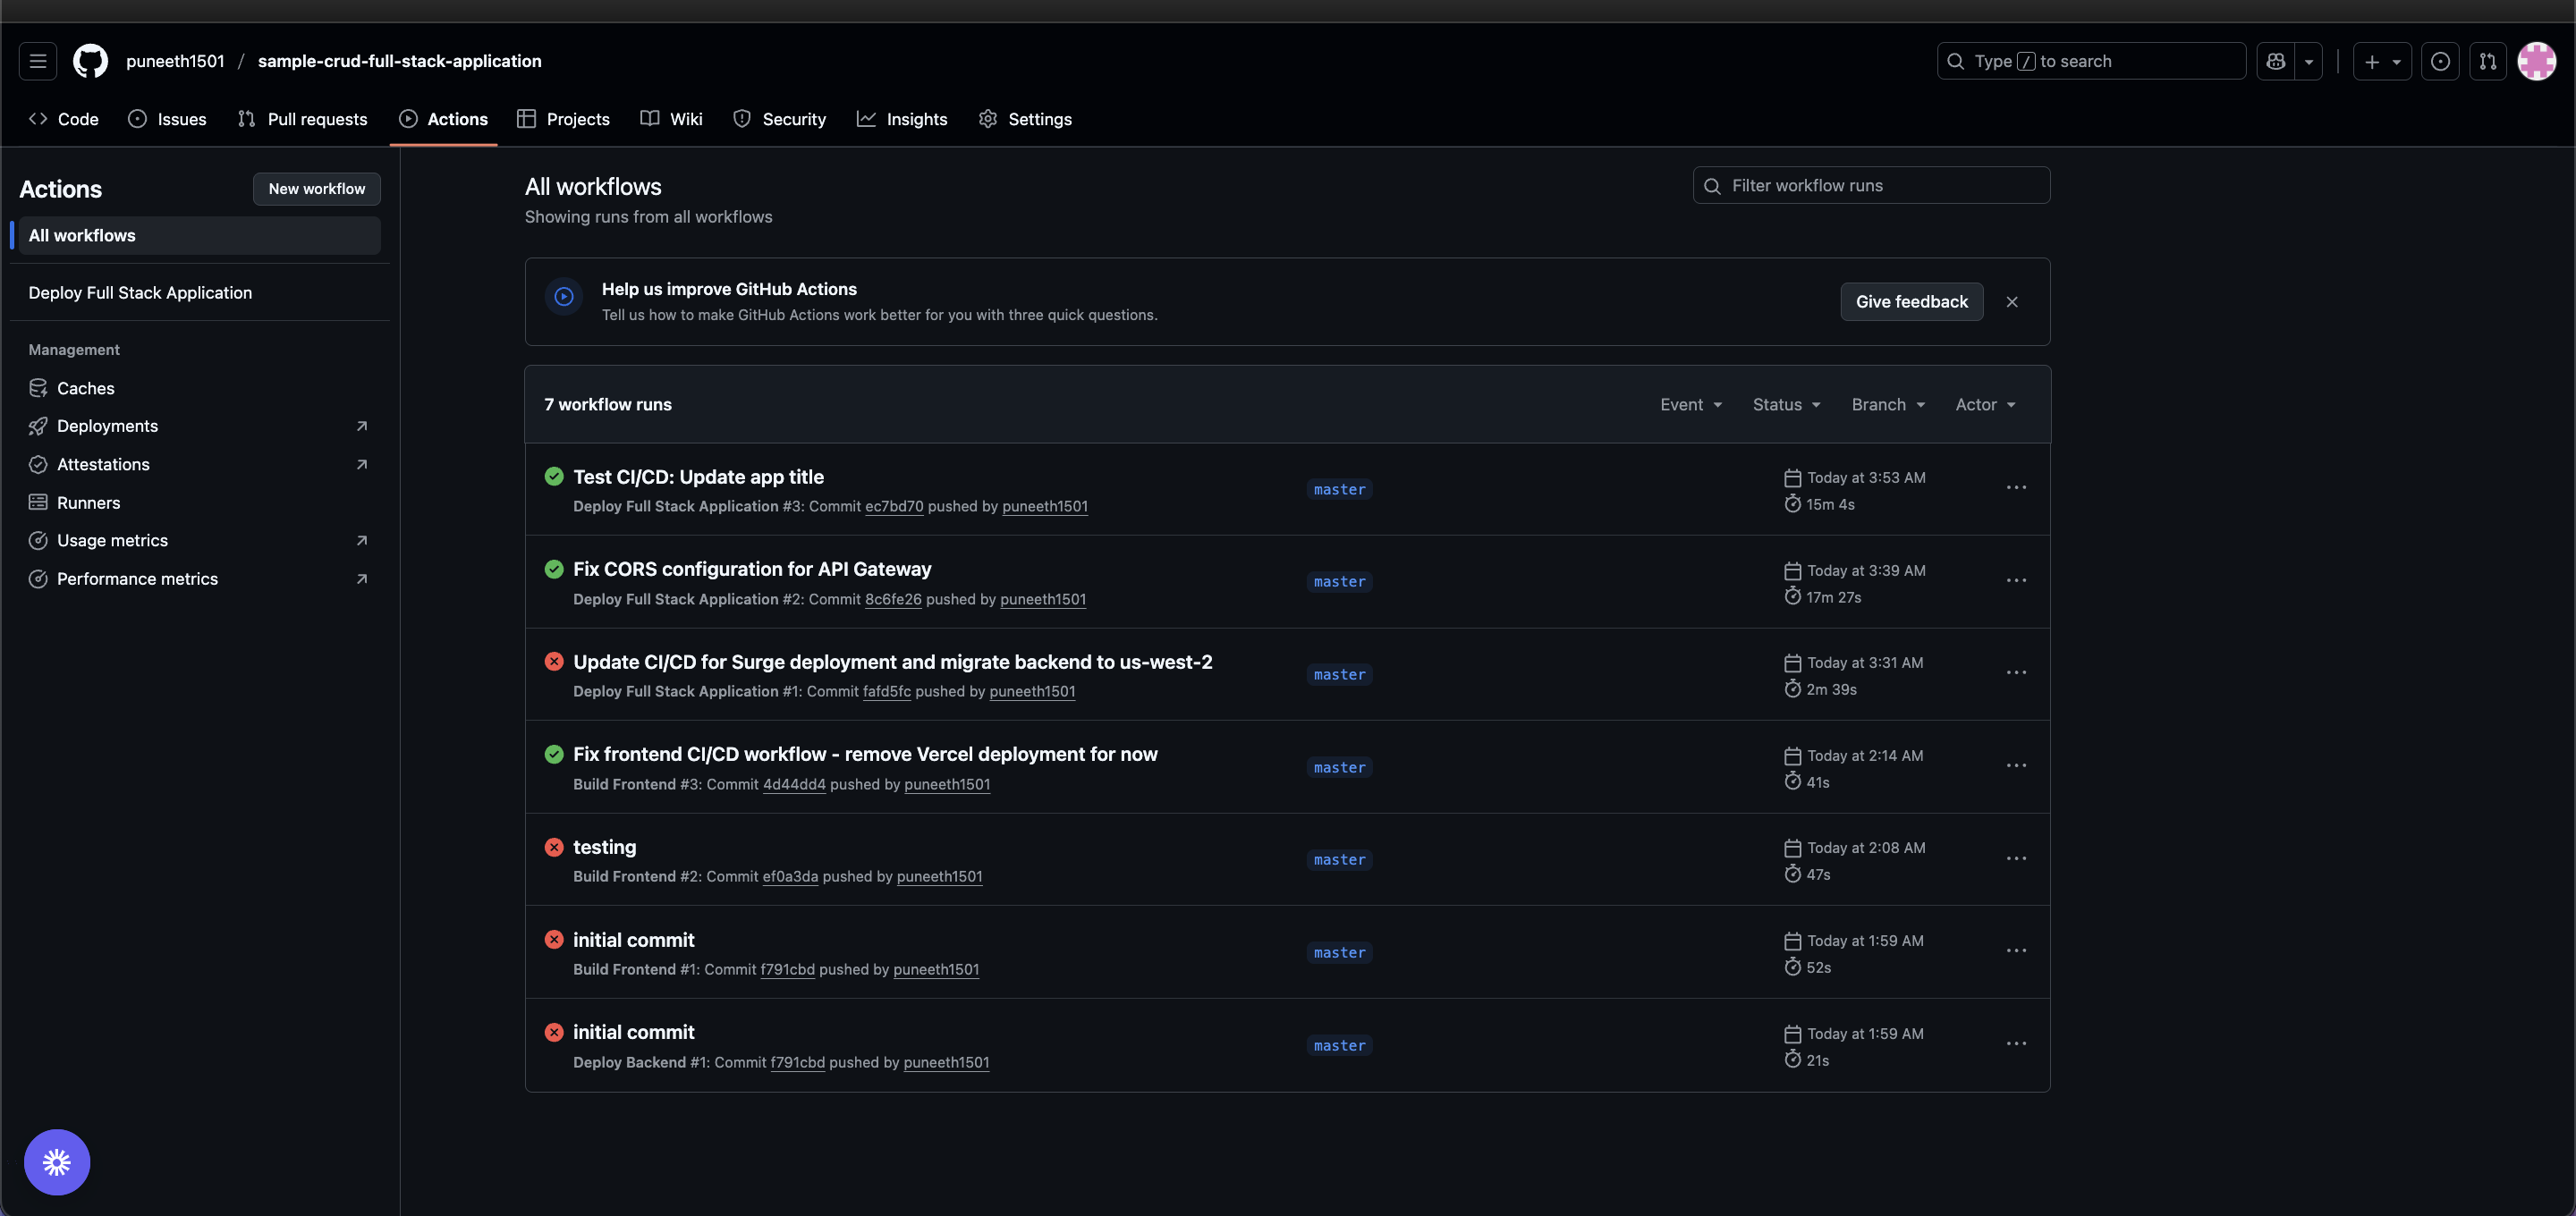 puneeth1501 / sample-crud-full-stack-application
Type / to search
Code Issues Pull requests Actions Projects Wiki Security Insights Settings
Actions
New workflow
All workflows
Deploy Full Stack Application
Management
Caches
Deployments
Attestations
Runners
Usage metrics
Performance metrics
All workflows
Showing runs from all workflows
Filter workflow runs
Help us improve GitHub Actions
Tell us how to make GitHub Actions work better for you with three quick questions.
Give feedback
7 workflow runs
Event Status Branch Actor
Test CI/CD: Update app title
Deploy Full Stack Application #3: Commit ec7bd70 pushed by puneeth1501
master
Today at 3:53 AM
15m 4s
Fix CORS configuration for API Gateway
Deploy Full Stack Application #2: Commit 8c6fe26 pushed by puneeth1501
master
Today at 3:39 AM
17m 27s
Update CI/CD for Surge deployment and migrate backend to us-west-2
Deploy Full Stack Application #1: Commit fafd5fc pushed by puneeth1501
master
Today at 3:31 AM
2m 39s
Fix frontend CI/CD workflow - remove Vercel deployment for now
Build Frontend #3: Commit 4d44dd4 pushed by puneeth1501
master
Today at 2:14 AM
41s
testing
Build Frontend #2: Commit ef0a3da pushed by puneeth1501
master
Today at 2:08 AM
47s
initial commit
Build Frontend #1: Commit f791cbd pushed by puneeth1501
master
Today at 1:59 AM
52s
initial commit
Deploy Backend #1: Commit f791cbd pushed by puneeth1501
master
Today at 1:59 AM
21s